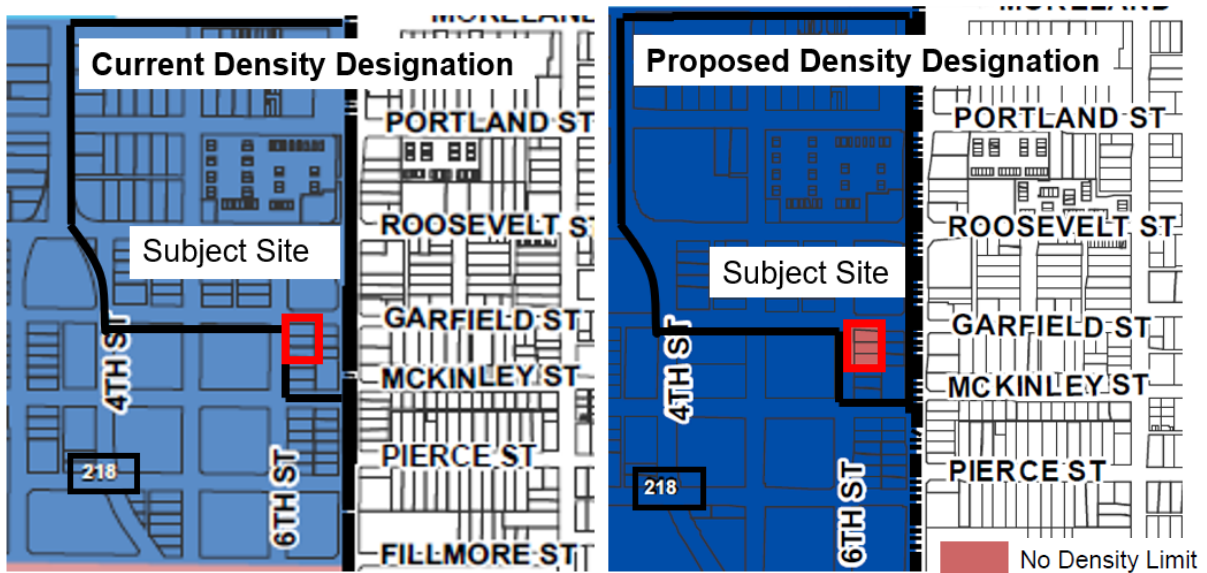 MORELAND
Current Density Designation
PORTLAND ST
ROOSEVELT ST
Subject Site
GARFIELD ST
4TH ST
MCKINLEY ST
PIERCE ST
218
6TH ST
FILLMORE ST
MORELAND
Proposed Density Designation
PORTLAND ST
ROOSEVELT ST
Subject Site
GARFIELD ST
4TH ST
MCKINLEY ST
PIERCE ST
218
6TH ST
No Density Limit